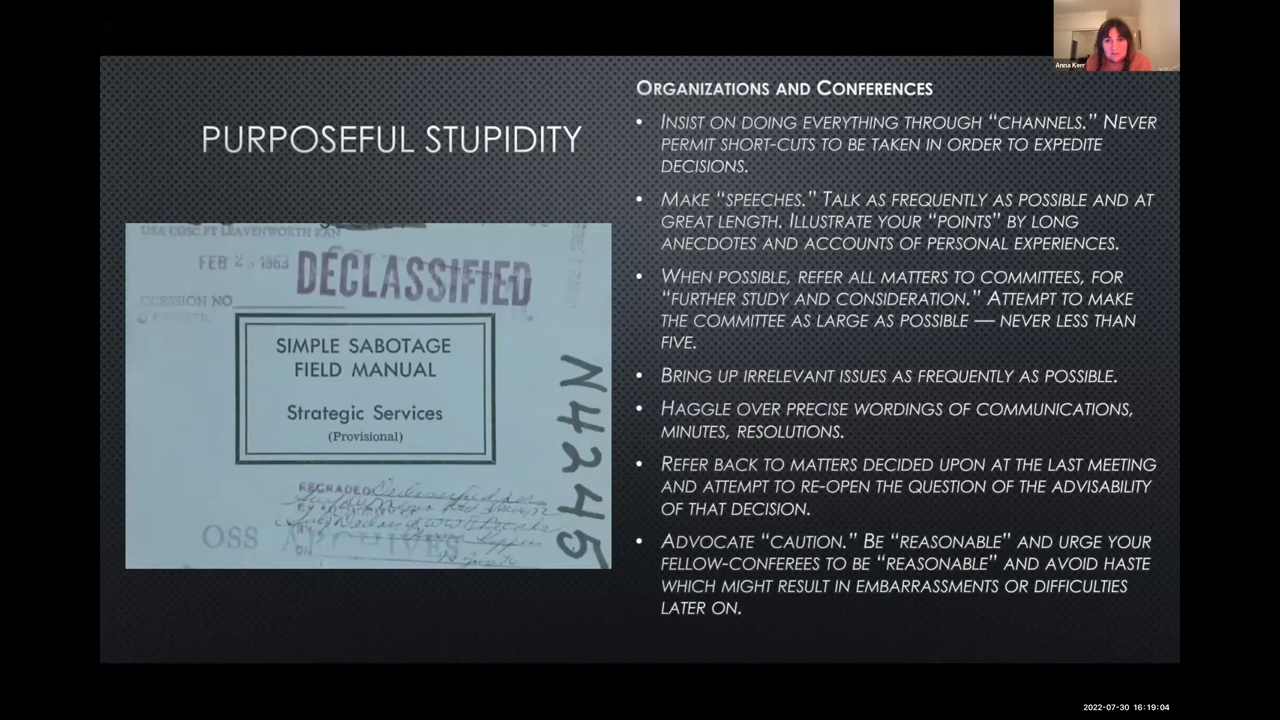 Anna Kerr
ORGANIZATIONS AND CONFERENCES
PURPOSEFUL STUPIDITY
• INSIST ON DOING EVERYTHING THROUGH “CHANNELS.” NEVER
PERMIT SHORT-CUTS TO BE TAKEN IN ORDER TO EXPEDITE
DECISIONS.
• MAKE “SPEECHES.” TALK AS FREQUENTLY AS POSSIBLE AND AT
GREAT LENGTH. ILLUSTRATE YOUR “POINTS” BY LONG
ANECDOTES AND ACCOUNTS OF PERSONAL EXPERIENCES.
• WHEN POSSIBLE, REFER ALL MATTERS TO COMMITTEES, FOR
“FURTHER STUDY AND CONSIDERATION.” ATTEMPT TO MAKE
THE COMMITTEE AS LARGE AS POSSIBLE — NEVER LESS THAN
FIVE.
• BRING UP IRRELEVANT ISSUES AS FREQUENTLY AS POSSIBLE.
• HAGGLE OVER PRECISE WORDINGS OF COMMUNICATIONS,
MINUTES, RESOLUTIONS.
• REFER BACK TO MATTERS DECIDED UPON AT THE LAST MEETING
AND ATTEMPT TO RE-OPEN THE QUESTION OF THE ADVISABILITY
OF THAT DECISION.
• ADVOCATE “CAUTION.” BE “REASONABLE” AND URGE YOUR
FELLOW-CONFEREES TO BE “REASONABLE” AND AVOID HASTE
WHICH MIGHT RESULT IN EMBARRASSMENTS OR DIFFICULTIES
LATER ON.
USA CGSC FT LEAVENWORTH KAN
FEB 1963
DECLASSIFIED
NO
SIMPLE SABOTAGE
FIELD MANUAL
Strategic Services
(Provisional)
N4245
REGRADED
OSS ARCHIVES
2022-07-30 16:19:04